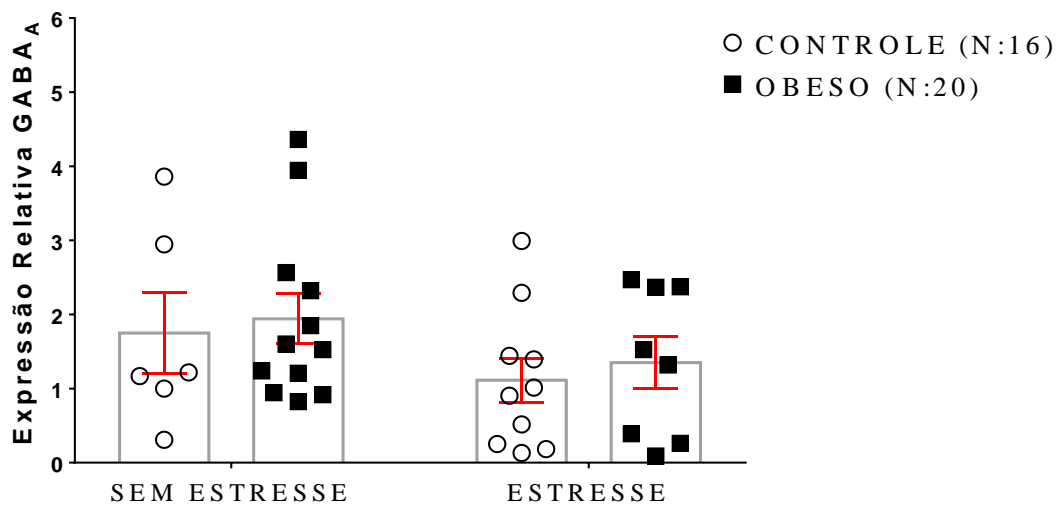 Expressão Relativa GABAA
6
5
4
3
2
1
0
CONTROLE (N:16)
OBESO (N:20)
SEM ESTRESSE
ESTRESSE